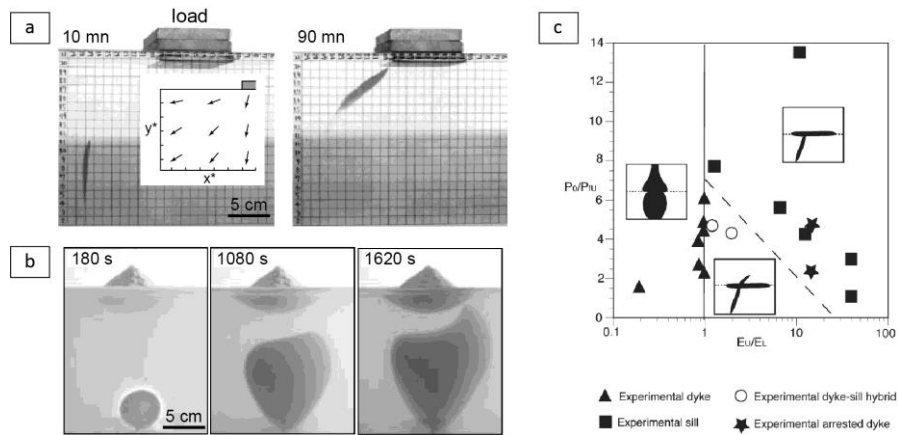 a
load
10 mn
90 mn
y*
x*
5 cm
b
180 s
1080 s
1620 s
5 cm
c
14
12
10
8
6
4
2
0
Po/Pfu
0.1
1
10
100
EU/EL
Experimental dyke
Experimental sill
Experimental dyke-sill hybrid
Experimental arrested dyke